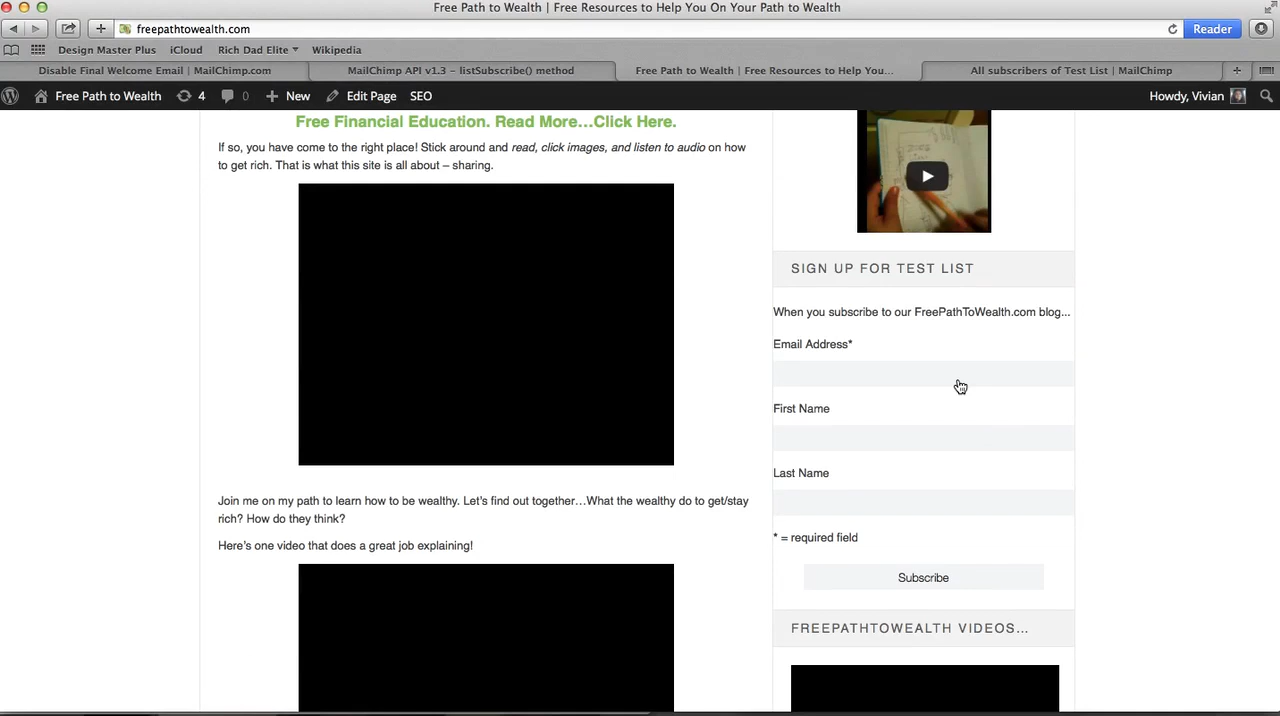 Free Path to Wealth | Free Resources to Help You On Your Path to Wealth
freepathtowealth.com
Reader
Design Master Plus iCloud Rich Dad Elite Wikipedia
Disable Final Welcome Email | MailChimp.com
MailChimp API v1.3 – listSubscribe() method
Free Path to Wealth | Free Resources to Help You...
All subscribers of Test List | MailChimp
Free Path to Wealth 4 0 New Edit Page SEO
Howdy, Vivian
Free Financial Education. Read More…Click Here.
If so, you have come to the right place! Stick around and read, click images, and listen to audio on how
to get rich. That is what this site is all about – sharing.
Join me on my path to learn how to be wealthy. Let’s find out together…What the wealthy do to get/stay
rich? How do they think?
Here’s one video that does a great job explaining!
SIGN UP FOR TEST LIST
When you subscribe to our FreePathToWealth.com blog...
Email Address*
First Name
Last Name
* = required field
Subscribe
FREEPATHTOWEALTH VIDEOS…